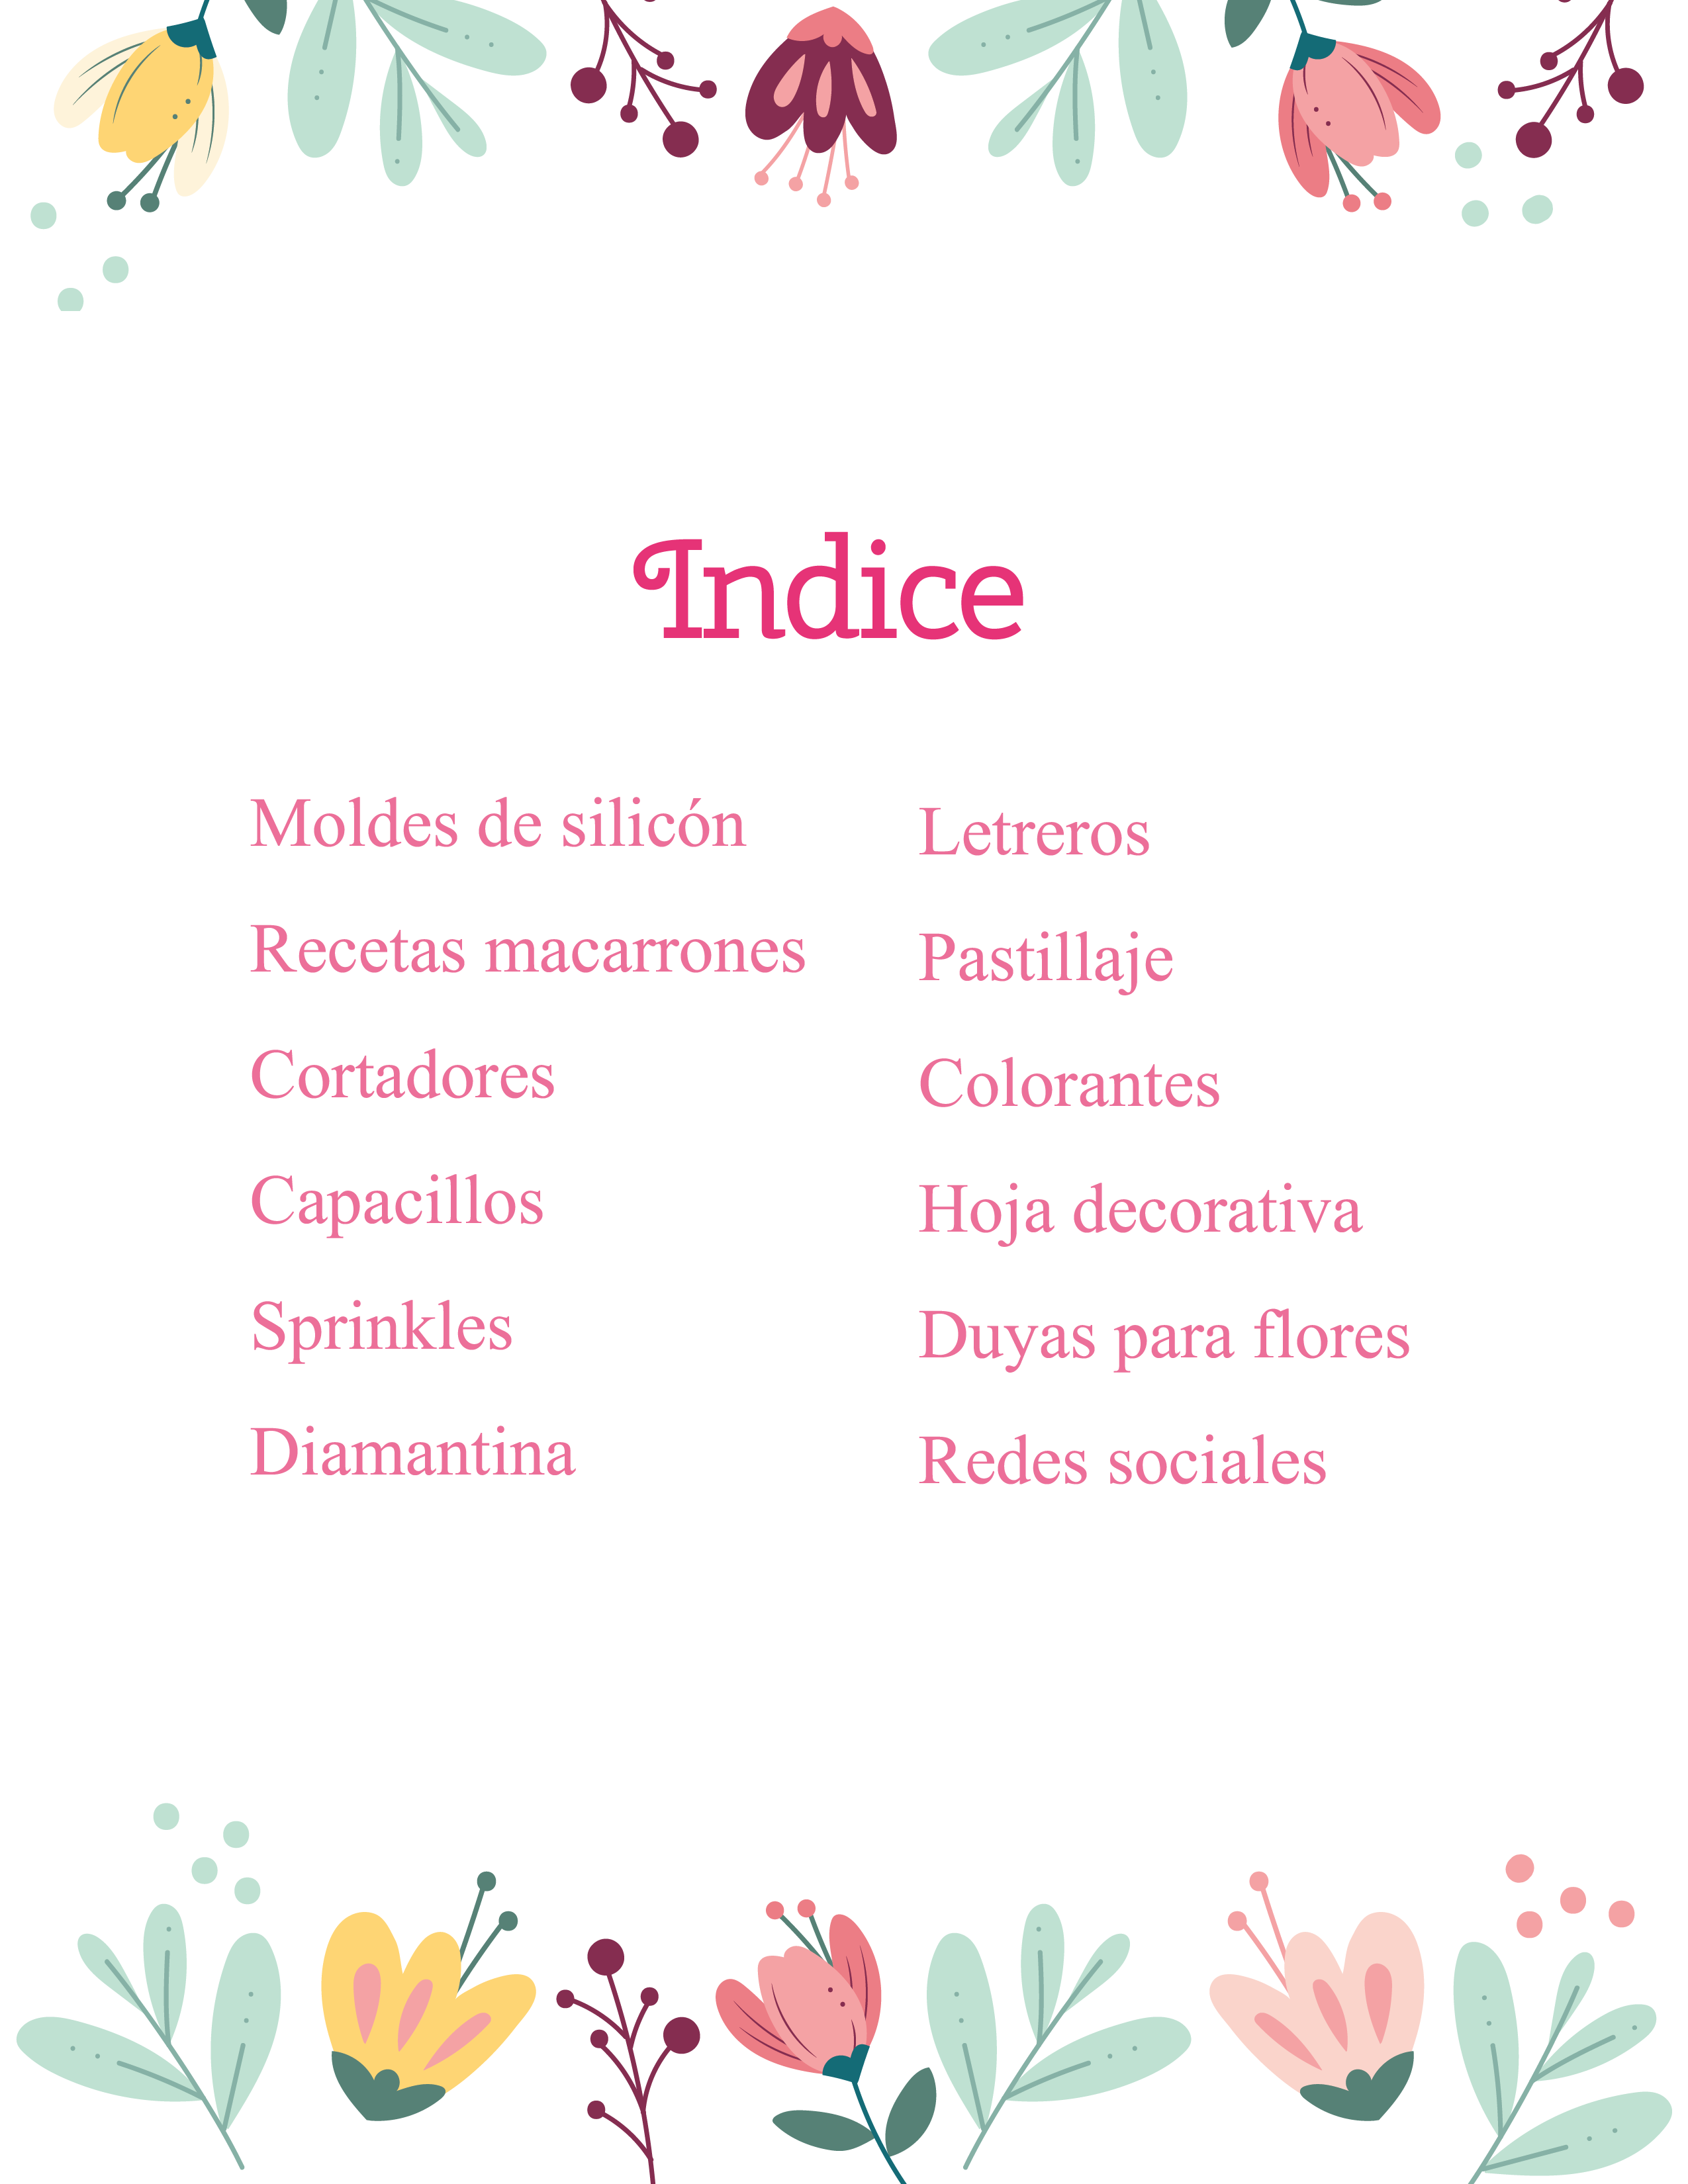 Indice
Moldes de silicón
Recetas macarrones
Cortadores
Capacillos
Sprinkles
Diamantina
Letreros
Pastillaje
Colorantes
Hoja decorativa
Duyas para flores
Redes sociales